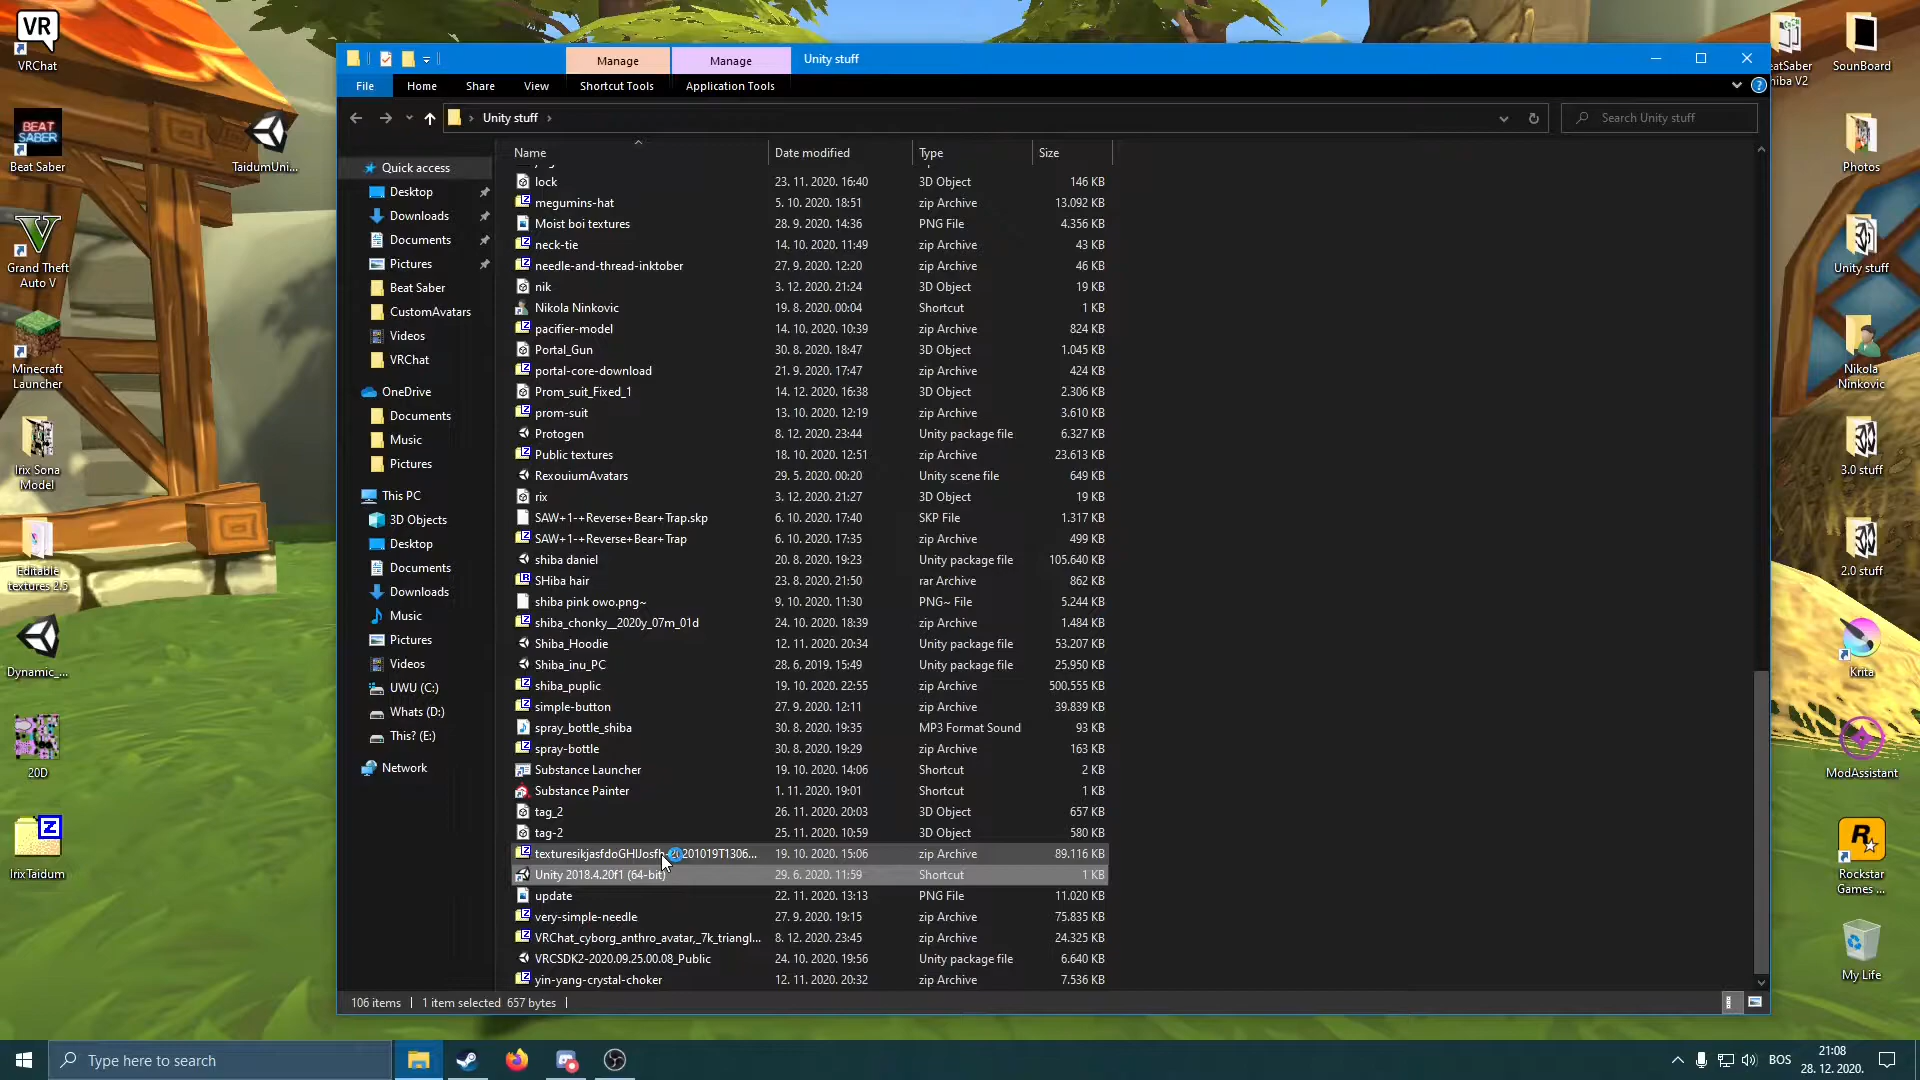 VRChat
Beat Saber
Grand Theft
Auto V
Minecraft
Launcher
Irix Sona
Model
Editable
textures 2.5
Dynamic_...
20D
IrixTaidum
TaidumUni...
Manage
Manage
Unity stuff
File
Home
Share
View
Shortcut Tools
Application Tools
Unity stuff
Search Unity stuff
Quick access
Desktop
Downloads
Documents
Pictures
Beat Saber
CustomAvatars
Videos
VRChat
OneDrive
Documents
Music
Pictures
This PC
3D Objects
Desktop
Documents
Downloads
Music
Pictures
Videos
UWU (C:)
Whats (D:)
This? (E:)
Network
Name Date modified Type Size
lock 23. 11. 2020. 16:40 3D Object 146 KB
megumins-hat 5. 10. 2020. 18:51 zip Archive 13.092 KB
Moist boi textures 28. 9. 2020. 14:36 PNG File 4.356 KB
neck-tie 14. 10. 2020. 11:49 zip Archive 43 KB
needle-and-thread-inktober 27. 9. 2020. 12:20 zip Archive 46 KB
nik 3. 12. 2020. 21:24 3D Object 19 KB
Nikola Ninkovic 19. 8. 2020. 00:04 Shortcut 1 KB
pacifier-model 14. 10. 2020. 10:39 zip Archive 824 KB
Portal_Gun 30. 8. 2020. 18:47 3D Object 1.045 KB
portal-core-download 21. 9. 2020. 17:47 zip Archive 424 KB
Prom_suit_Fixed_1 14. 12. 2020. 16:38 3D Object 2.306 KB
prom-suit 13. 10. 2020. 12:19 zip Archive 3.610 KB
Protogen 8. 12. 2020. 23:44 Unity package file 6.327 KB
Public textures 18. 10. 2020. 12:51 zip Archive 23.613 KB
RexouiumAvatars 29. 5. 2020. 00:20 Unity scene file 649 KB
rix 3. 12. 2020. 21:27 3D Object 19 KB
SAW+1-+Reverse+Bear+Trap.skp 6. 10. 2020. 17:40 SKP File 1.317 KB
SAW+1-+Reverse+Bear+Trap 6. 10. 2020. 17:35 zip Archive 499 KB
shiba daniel 20. 8. 2020. 19:23 Unity package file 105.640 KB
SHiba hair 23. 8. 2020. 21:50 rar Archive 862 KB
shiba pink owo.png~ 9. 10. 2020. 11:30 PNG~ File 5.244 KB
shiba_chonky__2020y_07m_01d 24. 10. 2020. 18:39 zip Archive 1.484 KB
Shiba_Hoodie 12. 11. 2020. 20:34 Unity package file 53.207 KB
Shiba_inu_PC 28. 6. 2019. 15:49 Unity package file 25.950 KB
shiba_puplic 19. 10. 2020. 22:55 zip Archive 500.555 KB
simple-button 27. 9. 2020. 12:11 zip Archive 39.839 KB
spray_bottle_shiba 30. 8. 2020. 19:35 MP3 Format Sound 93 KB
spray-bottle 30. 8. 2020. 19:29 zip Archive 163 KB
Substance Launcher 19. 10. 2020. 14:06 Shortcut 2 KB
Substance Painter 1. 11. 2020. 19:01 Shortcut 1 KB
tag_2 26. 11. 2020. 20:03 3D Object 657 KB
tag-2 25. 11. 2020. 10:59 3D Object 580 KB
19. 10. 2020. 15:06 zip Archive 89.116 KB
Unity 2018.4.20f1 (64-bit) 29. 6. 2020. 11:59 Shortcut 1 KB
update 22. 11. 2020. 13:13 PNG File 11.020 KB
very-simple-needle 27. 9. 2020. 19:15 zip Archive 75.835 KB
VRChat_cyborg_anthro_avatar,_7k_triangl... 8. 12. 2020. 23:45 zip Archive 24.325 KB
VRCSDK2-2020.09.25.00.08_Public 24. 10. 2020. 19:56 Unity package file 6.640 KB
yin-yang-crystal-choker 12. 11. 2020. 20:32 zip Archive 7.536 KB
106 items
1 item selected 657 bytes
SounBoard
Photos
Unity stuff
Nikola
Ninkovic
3.0 stuff
2.0 stuff
Krita
ModAssistant
Rockstar
Games ...
My Life
Type here to search
BOS
21:08
28. 12. 2020.